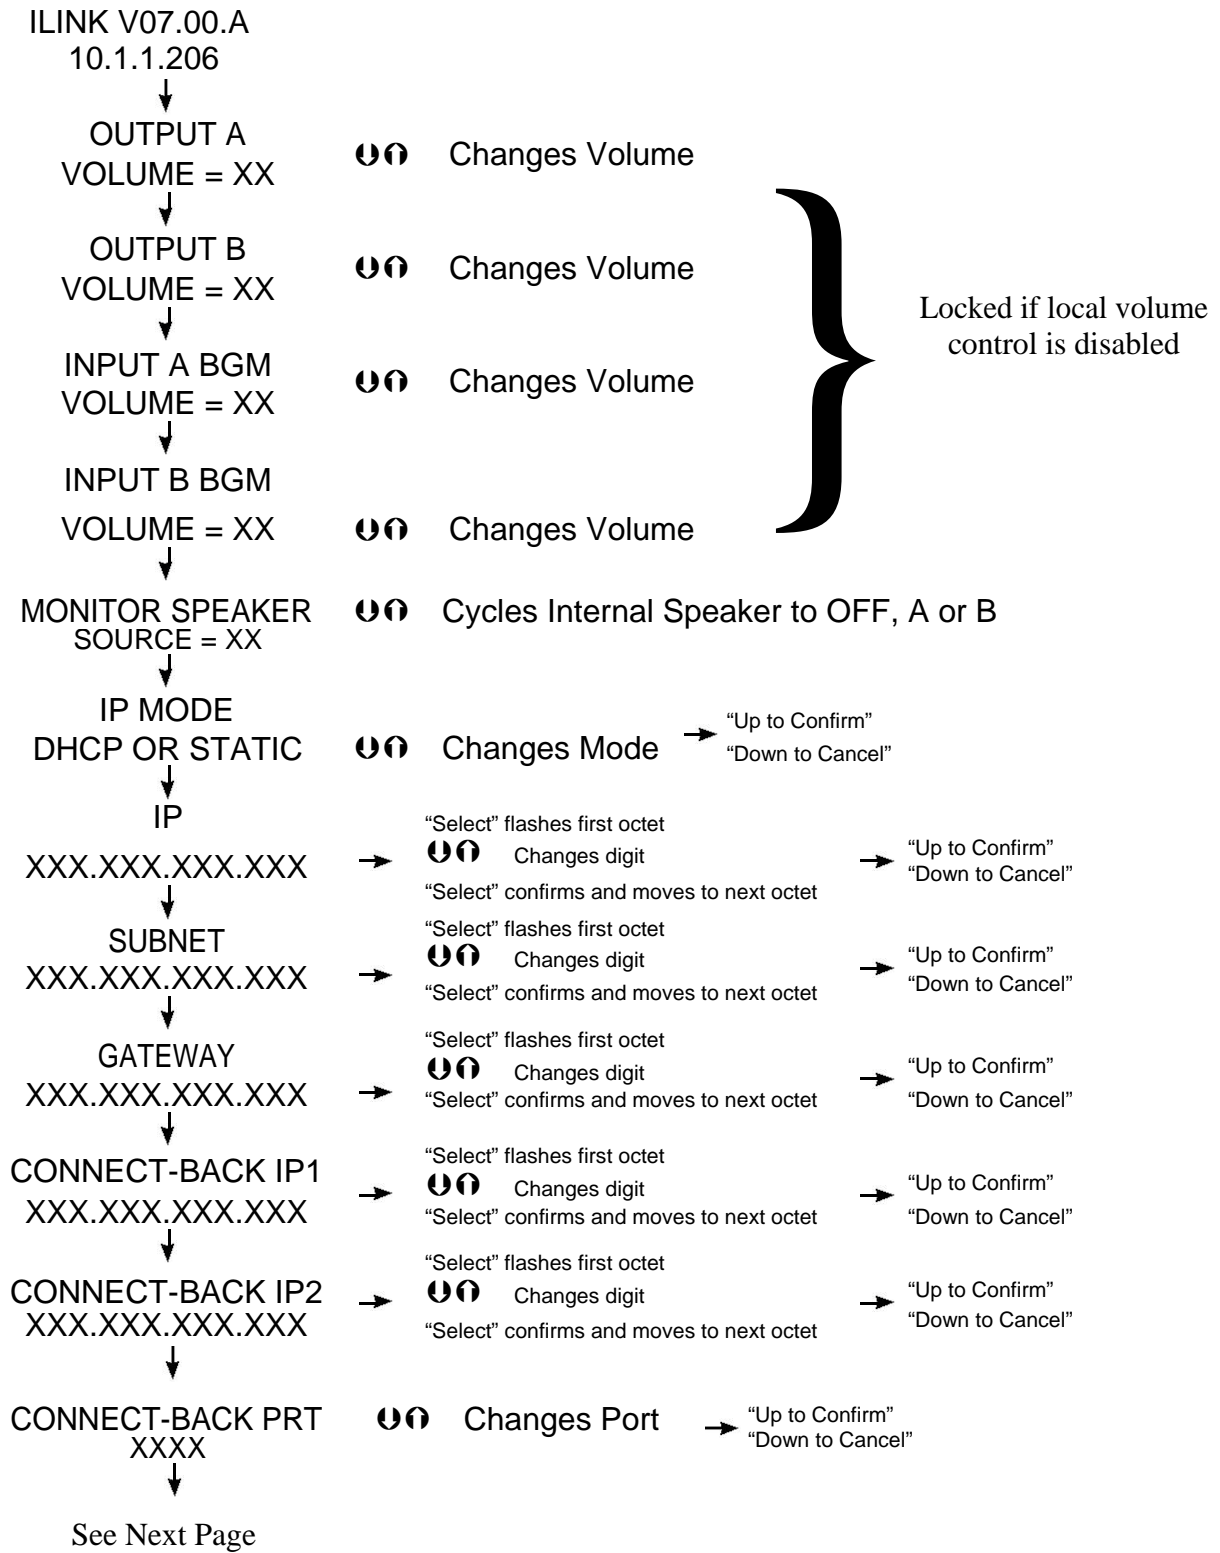 ILINK V07.00.A
10.1.1.206
OUTPUT A
VOLUME = XX
Changes Volume
OUTPUT B
VOLUME = XX
Changes Volume
INPUT A BGM
VOLUME = XX
Changes Volume
INPUT B BGM
VOLUME = XX
Changes Volume
Locked if local volume
control is disabled
MONITOR SPEAKER
SOURCE = XX
Cycles Internal Speaker to OFF, A or B
IP MODE
DHCP OR STATIC
Changes Mode
“Up to Confirm”
“Down to Cancel”
IP
XXX.XXX.XXX.XXX
“Select” flashes first octet
Changes digit
“Select” confirms and moves to next octet
“Up to Confirm”
“Down to Cancel”
SUBNET
XXX.XXX.XXX.XXX
“Select” flashes first octet
Changes digit
“Select” confirms and moves to next octet
“Up to Confirm”
“Down to Cancel”
GATEWAY
XXX.XXX.XXX.XXX
“Select” flashes first octet
Changes digit
“Select” confirms and moves to next octet
“Up to Confirm”
“Down to Cancel”
CONNECT-BACK IP1
XXX.XXX.XXX.XXX
“Select” flashes first octet
Changes digit
“Select” confirms and moves to next octet
“Up to Confirm”
“Down to Cancel”
CONNECT-BACK IP2
XXX.XXX.XXX.XXX
“Select” flashes first octet
Changes digit
“Select” confirms and moves to next octet
“Up to Confirm”
“Down to Cancel”
CONNECT-BACK PRT
XXXX
Changes Port
“Up to Confirm”
“Down to Cancel”
See Next Page